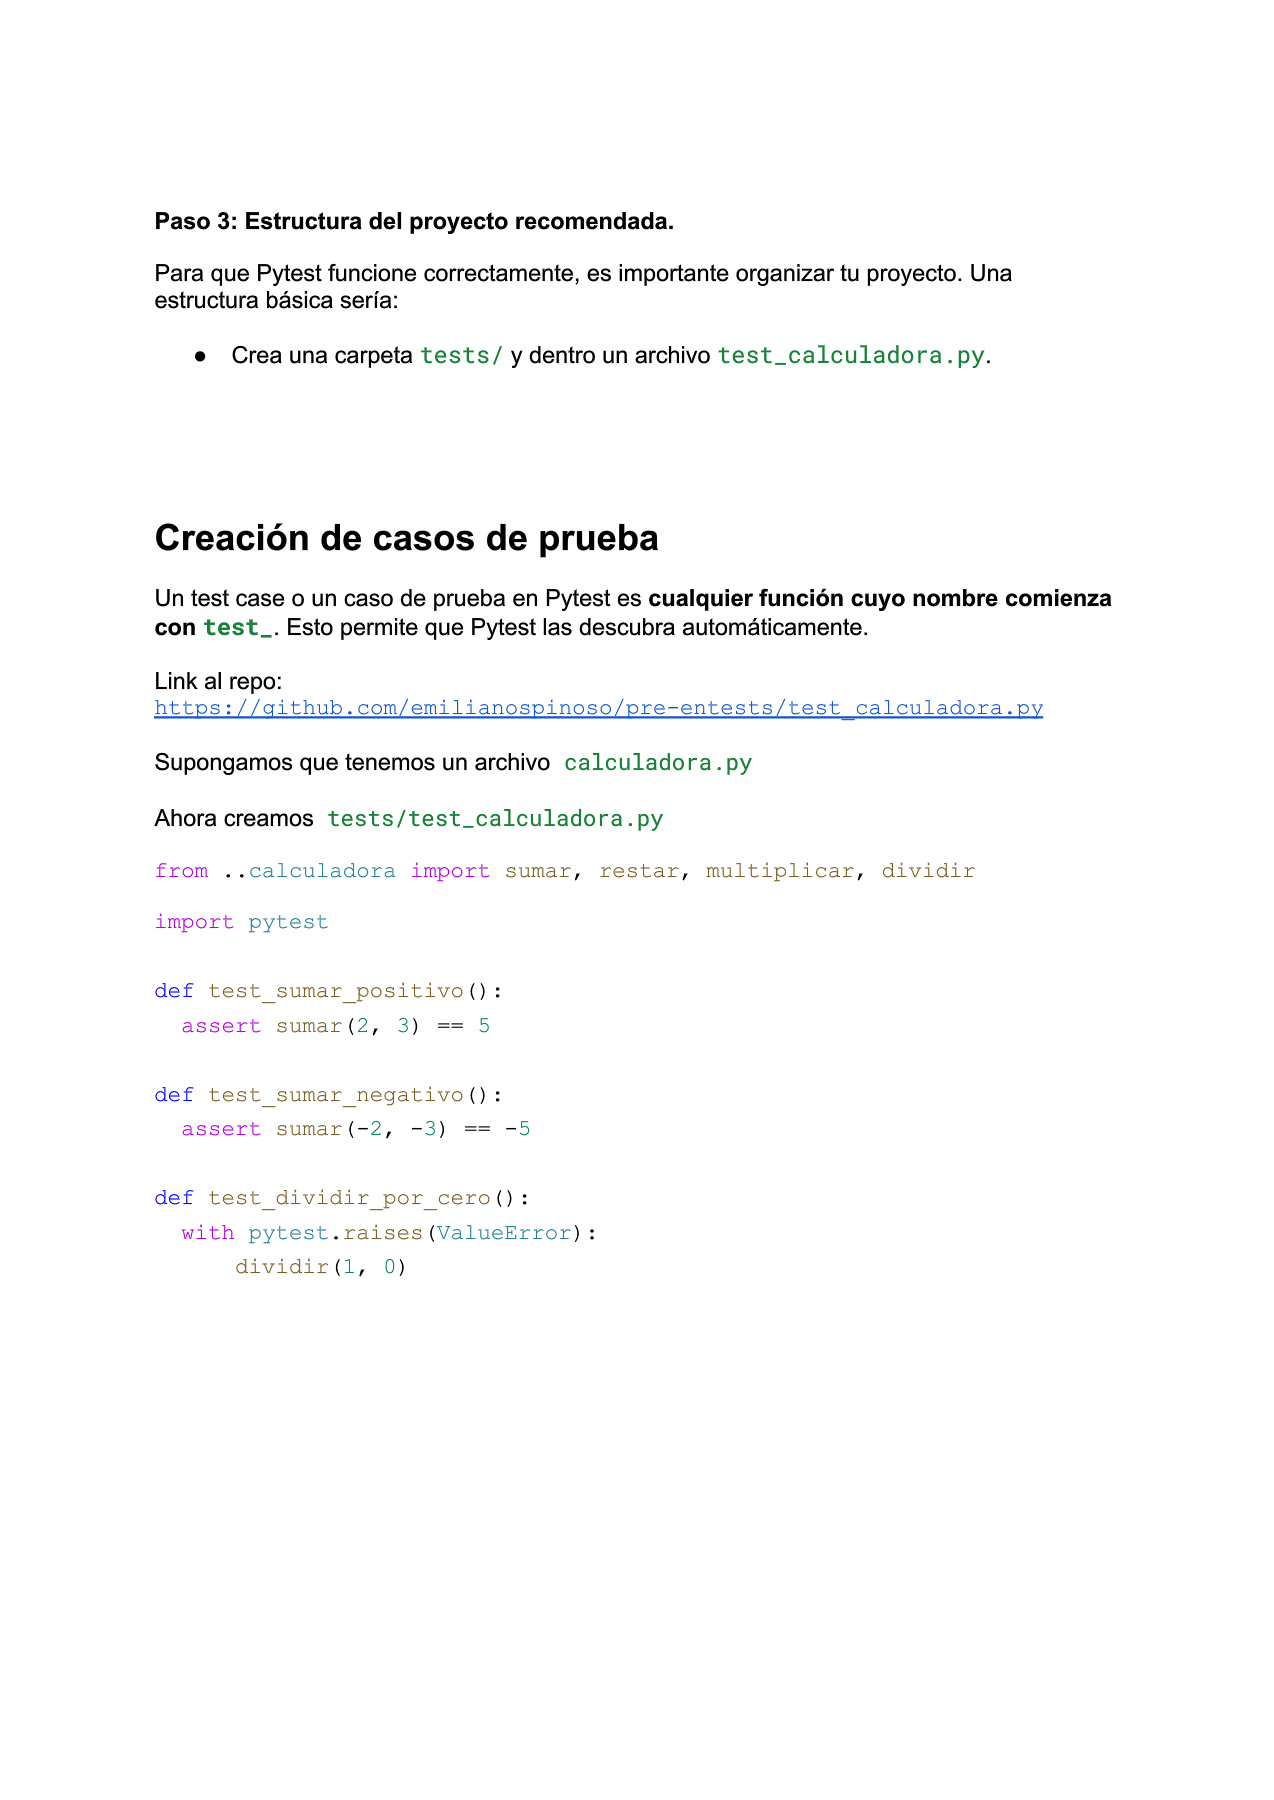 Paso 3: Estructura del proyecto recomendada.
Para que Pytest funcione correctamente, es importante organizar tu proyecto. Una
estructura básica sería:
● Crea una carpeta tests/ y dentro un archivo test_calculadora.py.
Creación de casos de prueba
Un test case o un caso de prueba en Pytest es cualquier función cuyo nombre comienza
con test_. Esto permite que Pytest las descubra automáticamente.
Link al repo:
https://github.com/emilianospinoso/pre-entests/test_calculadora.py
Supongamos que tenemos un archivo calculadora.py
Ahora creamos tests/test_calculadora.py
from ..calculadora import sumar, restar, multiplicar, dividir
import pytest
def test_sumar_positivo():
  assert sumar(2, 3) == 5
def test_sumar_negativo():
  assert sumar(-2, -3) == -5
def test_dividir_por_cero():
  with pytest.raises(ValueError):
      dividir(1, 0)